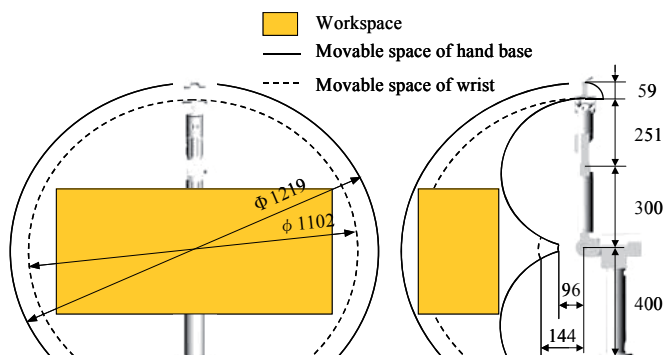 Workspace
Movable space of hand base
Movable space of wrist
59
251
Φ 1219
ϕ 1102
300
96
400
144